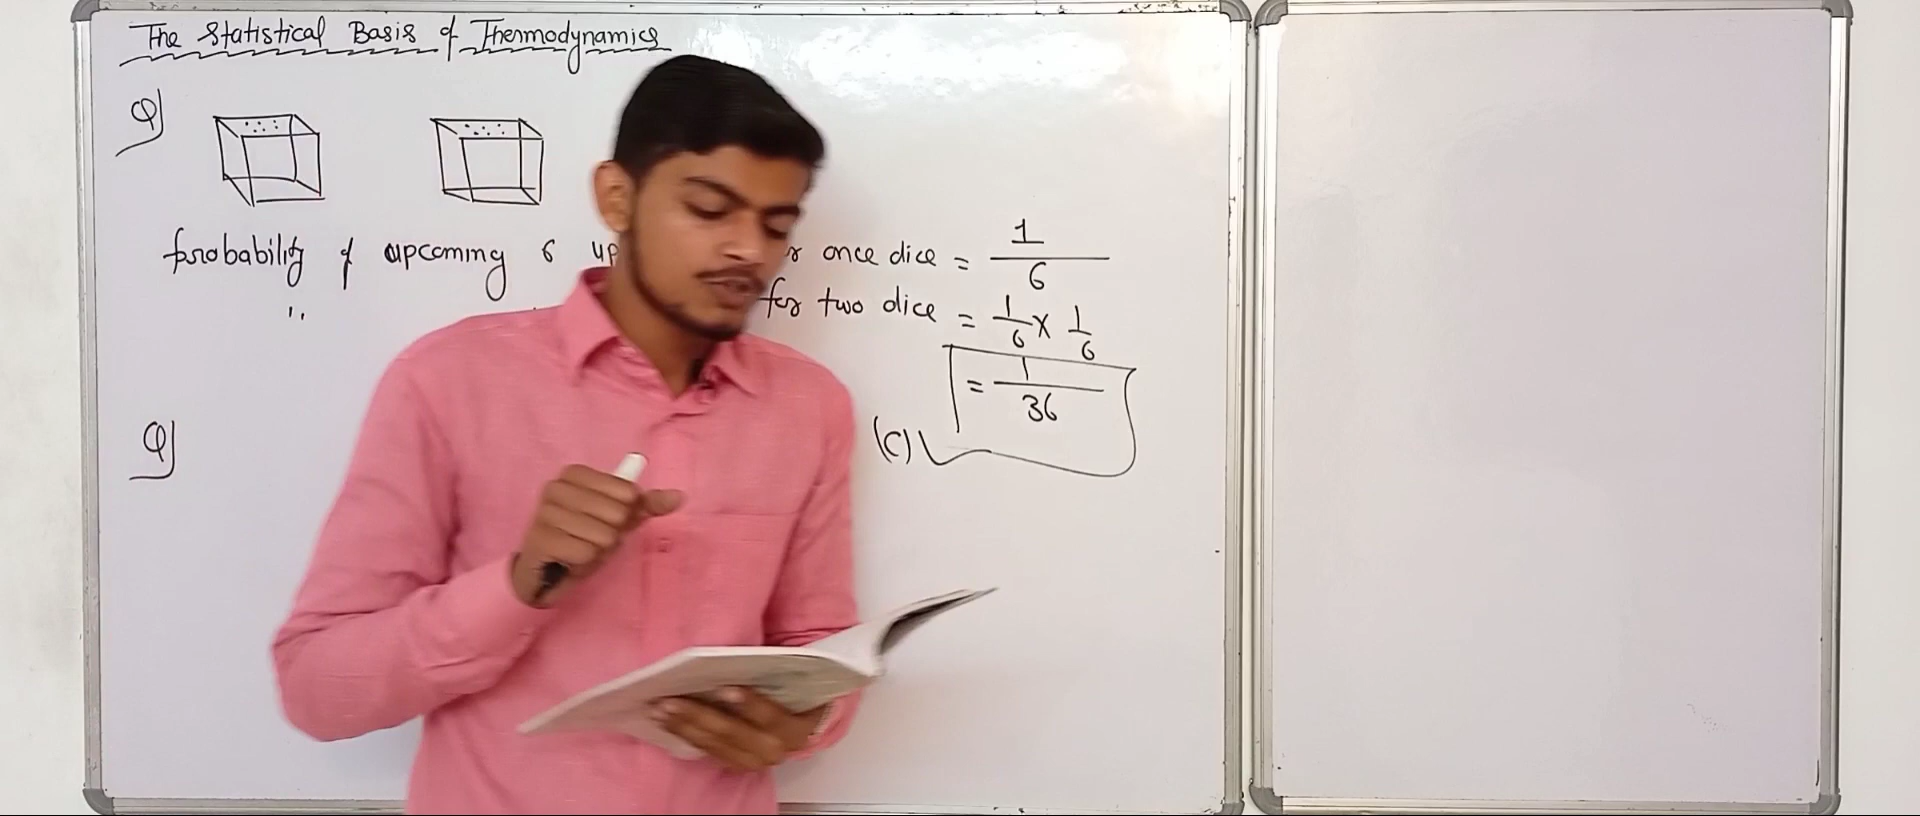 The Statistical Basis of Thermodynamics
Q]
probability of upcoming 6 up once dice = 1/6
" for two dice = 1/6 x 1/6
= 1/36
(C)
Q]